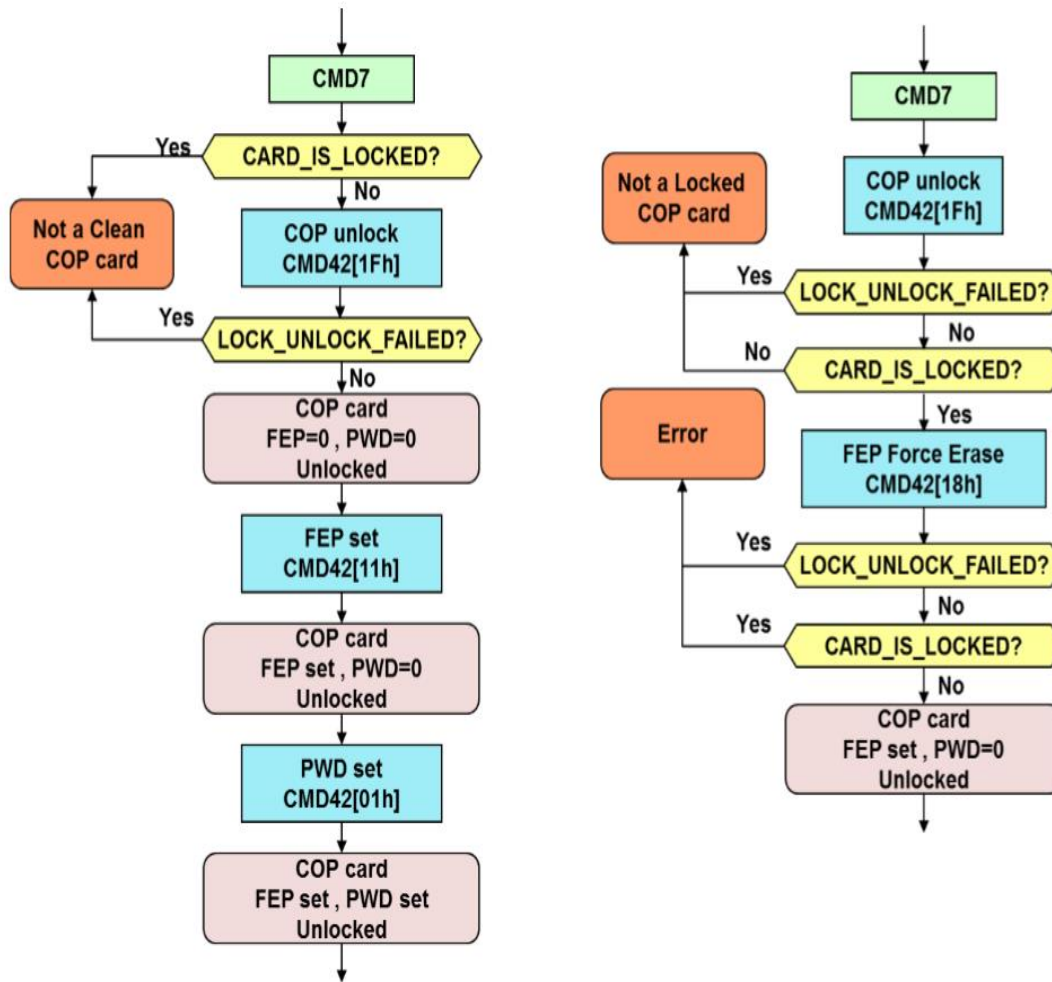 CMD7
Yes
CARD_IS_LOCKED?
No
Not a Clean
COP card
COP unlock
CMD42[1Fh]
Yes
LOCK_UNLOCK_FAILED?
No
COP card
FEP=0 , PWD=0
Unlocked
FEP set
CMD42[11h]
COP card
FEP set , PWD=0
Unlocked
PWD set
CMD42[01h]
COP card
FEP set , PWD set
Unlocked
CMD7
COP unlock
CMD42[1Fh]
Not a Locked
COP card
Yes
LOCK_UNLOCK_FAILED?
No
No
CARD_IS_LOCKED?
Yes
Error
FEP Force Erase
CMD42[18h]
Yes
LOCK_UNLOCK_FAILED?
No
Yes
CARD_IS_LOCKED?
No
COP card
FEP set , PWD=0
Unlocked